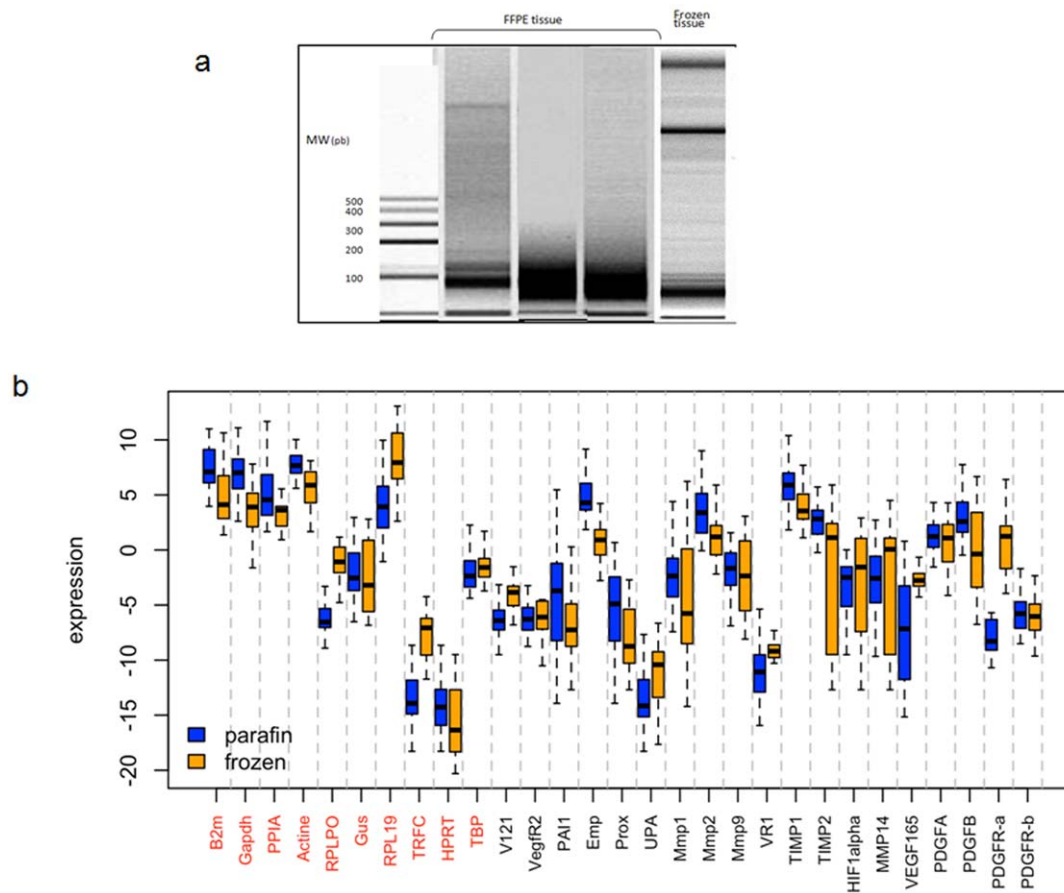 FFPE tissue
Frozen
tissue
a
MW (pb)
500
400
300
200
100
b
expression
10
5
0
-5
-10
-15
-20
parafin
frozen
B2m
Gapdh
PPIA
Actine
RPLPO
Gus
RPL19
TRFC
HPRT
TBP
V121
VegfR2
PAI1
Emp
Prox
UPA
Mmp1
Mmp2
Mmp9
VR1
TIMP1
TIMP2
HIF1alpha
MMP14
VEGF165
PDGFA
PDGFB
PDGFR-a
PDGFR-b